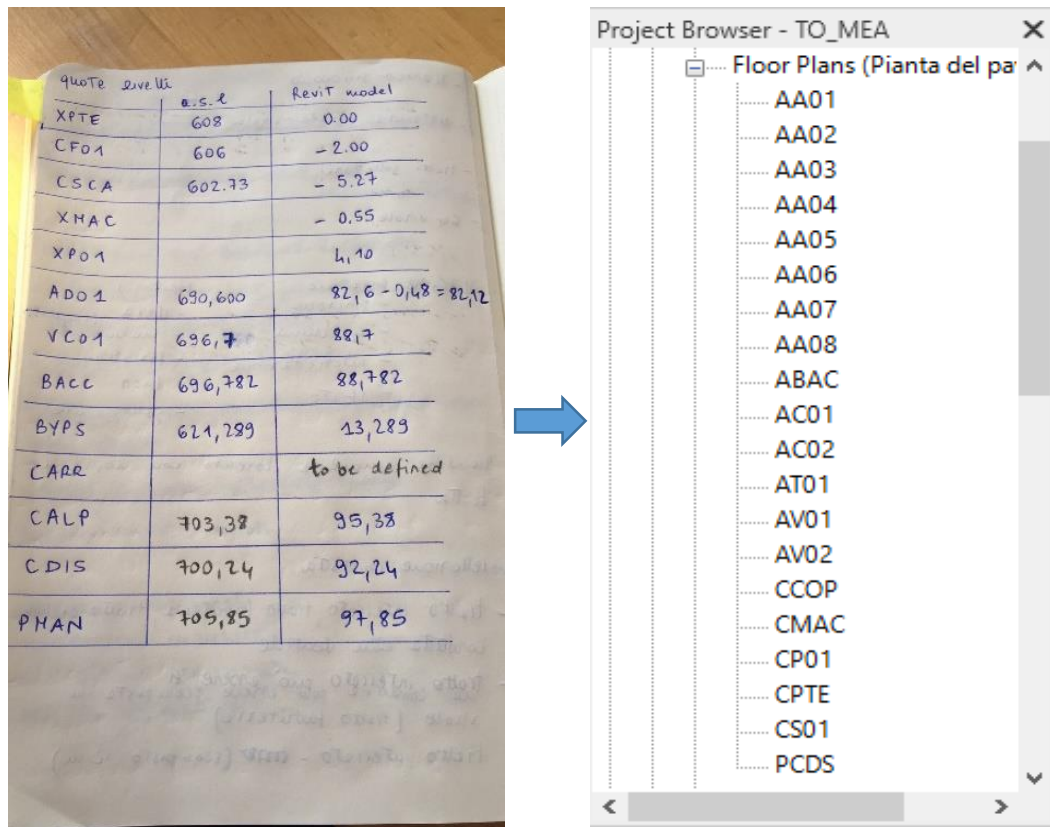 quote livelli
a.s.l Revit model
XPTE 608 0.00
CF01 606 - 2.00
CSCA 602.73 - 5.27
XMAC - 0.55
XP01 4,10
AD01 690,600 82,6 - 0,48 = 82,12
VC01 696,7 88,7
BACC 696,782 88,782
BYPS 621,289 13,289
CARR to be defined
CALP 703,38 95,38
CDIS 700,24 92,24
PMAN 705,85 97,85
Project Browser - TO_MEA
Floor Plans (Pianta del pa
AA01
AA02
AA03
AA04
AA05
AA06
AA07
AA08
ABAC
AC01
AC02
AT01
AV01
AV02
CCOP
CMAC
CP01
CPTE
CS01
PCDS